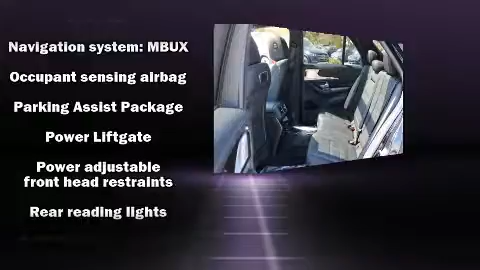 Navigation system: MBUX
Occupant sensing airbag
Parking Assist Package
Power Liftgate
Power adjustable
front head restraints
Rear reading lights